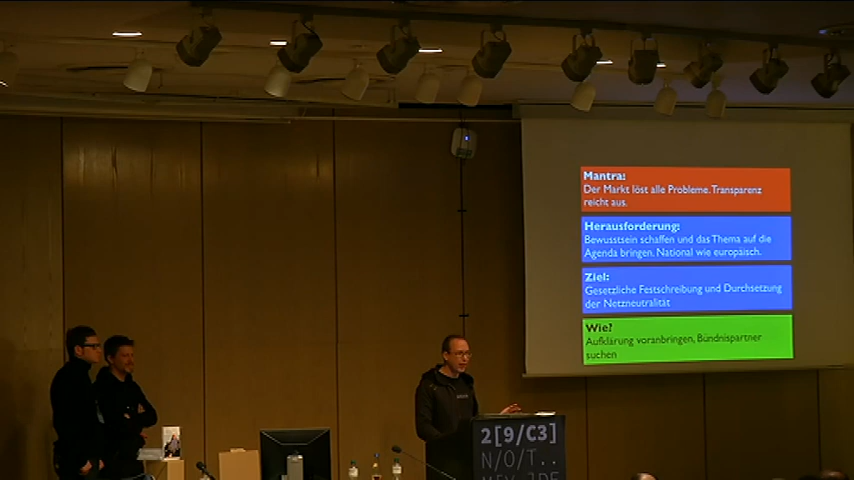 Mantra:
Der Markt löst alle Probleme. Transparenz
reicht aus.
Herausforderung:
Bewusstsein schaffen und das Thema auf die
Agenda bringen. National wie europäisch.
Ziel:
Gesetzliche Festschreibung und Durchsetzung
der Netzneutralität
Wie?
Aufklärung voranbringen, Bündnispartner
suchen
2[9/C3]
N/O/T..